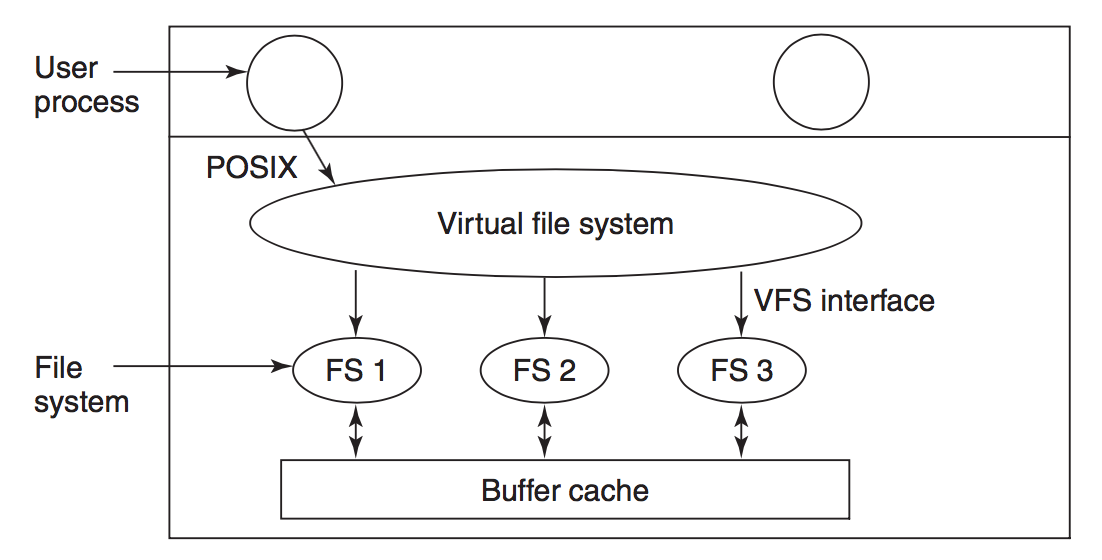 User
process
POSIX
Virtual file system
VFS interface
File
system
FS 1
FS 2
FS 3
Buffer cache